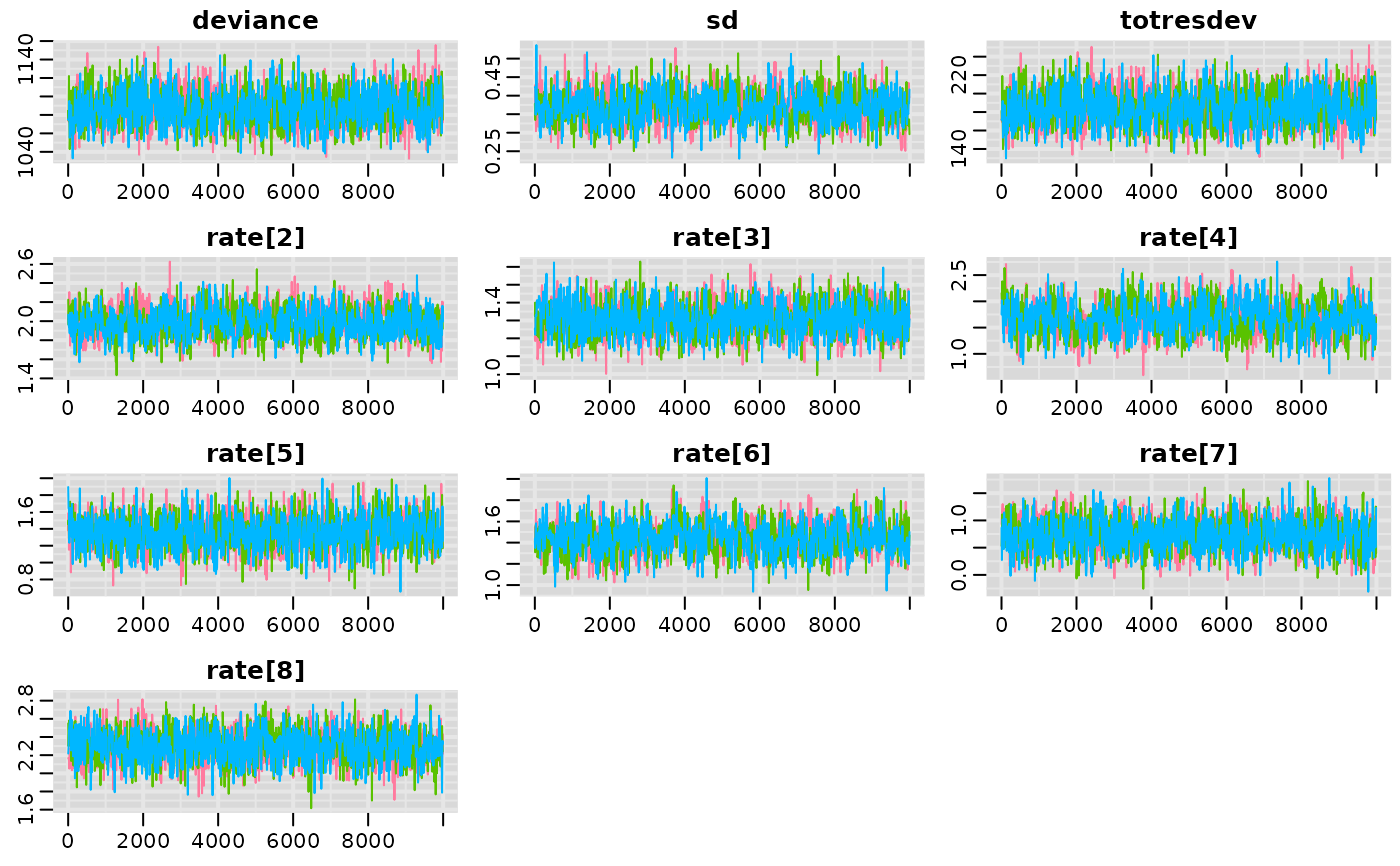 deviance
1140
1040
0 2000 4000 6000 8000
sd
0.45
0.25
0 2000 4000 6000 8000
totresdev
220
140
0 2000 4000 6000 8000
rate[2]
2.6
2.0
1.4
0 2000 4000 6000 8000
rate[3]
1.4
1.0
0 2000 4000 6000 8000
rate[4]
2.5
1.0
0 2000 4000 6000 8000
rate[5]
1.6
0.8
0 2000 4000 6000 8000
rate[6]
1.6
1.0
0 2000 4000 6000 8000
rate[7]
1.0
0.0
0 2000 4000 6000 8000
rate[8]
2.8
2.2
1.6
0 2000 4000 6000 8000